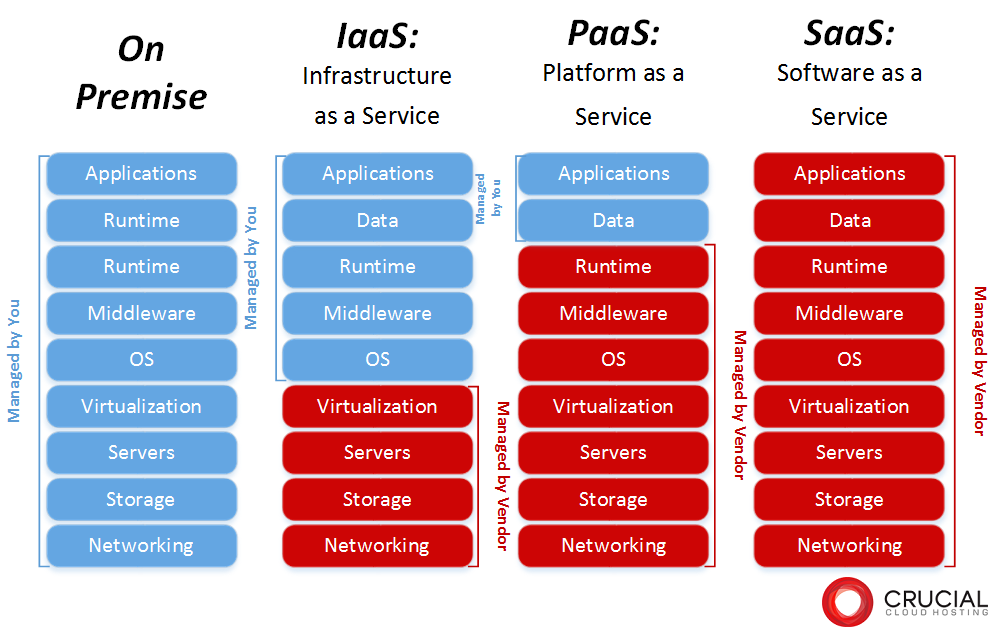 On
Premise
Applications
Runtime
Runtime
Middleware
OS
Virtualization
Servers
Storage
Networking
Managed by You
IaaS:
Infrastructure
as a Service
Applications
Data
Runtime
Middleware
OS
Virtualization
Servers
Storage
Networking
Managed by You
Managed by Vendor
PaaS:
Platform as a
Service
Applications
Data
Runtime
Middleware
OS
Virtualization
Servers
Storage
Networking
Managed
by You
Managed by Vendor
SaaS:
Software as a
Service
Applications
Data
Runtime
Middleware
OS
Virtualization
Servers
Storage
Networking
Managed by Vendor
CRUCIAL
CLOUD HOSTING